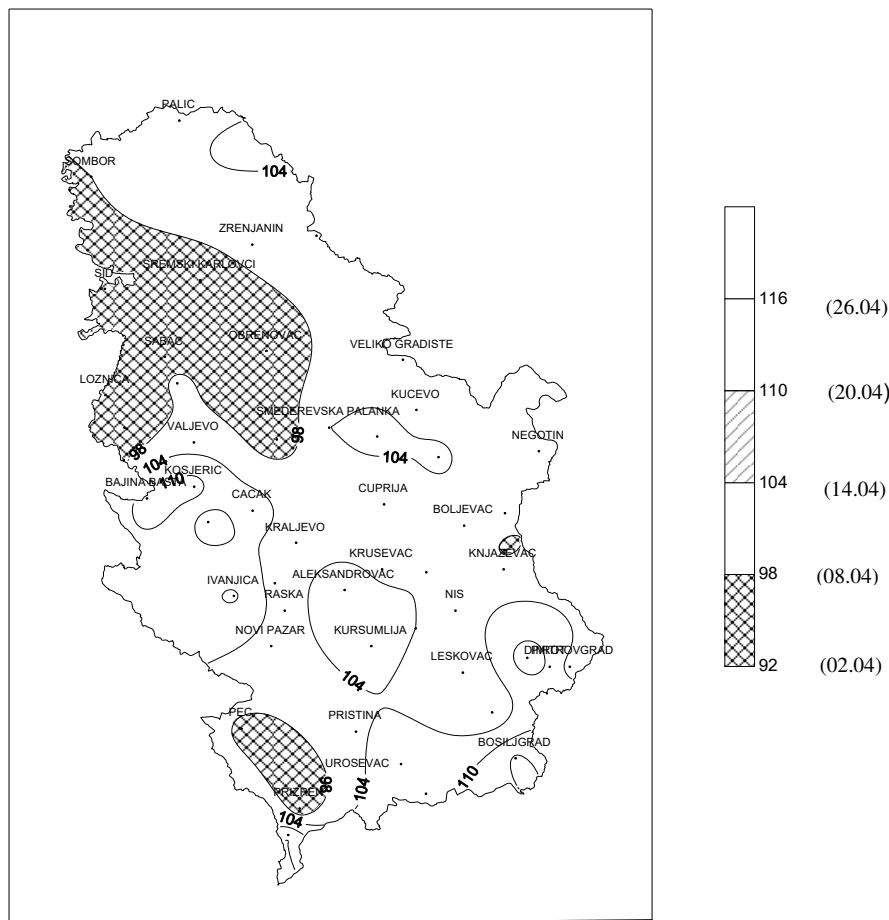 PALIC
104
SOMBOR
ZRENJANIN
SREMSKI KARLOVCI
SID
OBRENOVAC
SABAC
VELIKO GRADISTE
LOZNICA
KUCEVO
SMEDEREVSKA PALANKA
VALJEVO
98
98
NEGOTIN
104
104
KOSJERIC
BAJINA BASTA
110
CACAK
CUPRIJA
BOLJEVAC
KRALJEVO
KRUSEVAC
KNJAZEVAC
ALEKSANDROVAC
IVANJICA
RASKA
NIS
NOVI PAZAR
KURSUMLIJA
LESKOVAC
DIMITROVGRAD
104
PEC
PRISTINA
BOSILJGRAD
UROSEVAC
110
98
104
PRIZREN
104
116 (26.04)
110 (20.04)
104 (14.04)
98 (08.04)
92 (02.04)